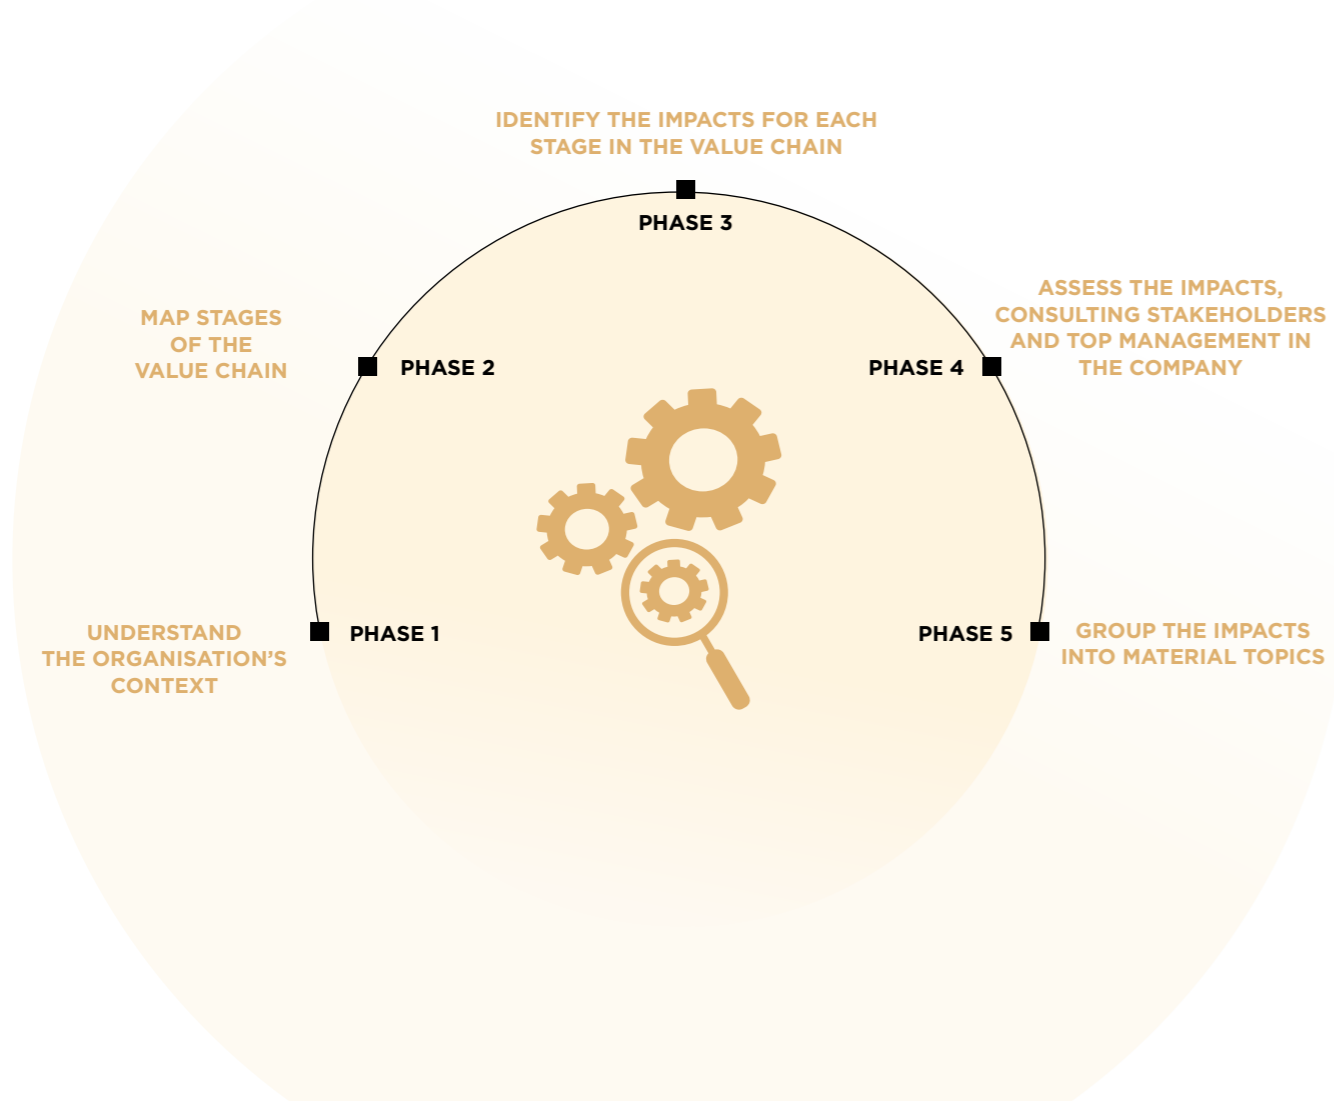 IDENTIFY THE IMPACTS FOR EACH
STAGE IN THE VALUE CHAIN
PHASE 3
MAP STAGES
OF THE
VALUE CHAIN
PHASE 2
PHASE 4
ASSESS THE IMPACTS,
CONSULTING STAKEHOLDERS
AND TOP MANAGEMENT IN
THE COMPANY
UNDERSTAND
THE ORGANISATION'S
CONTEXT
PHASE 1
PHASE 5
GROUP THE IMPACTS
INTO MATERIAL TOPICS